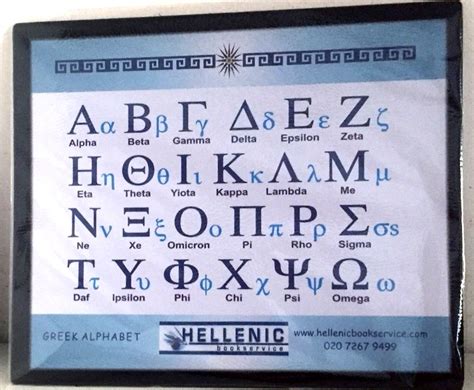 Αα Ββ Γγ Δδ Εε Ζζ
Alpha Beta Gamma Delta Epsilon Zeta
Ηη Θθ Ιι Κκ Λλ Μμ
Eta Theta Yiota Kappa Lambda Me
Νν Ξξ Οο Ππ Ρρ Σσs
Ne Xe Omicron Pi Rho Sigma
Ττ Υυ Φφ Χχ Ψψ Ωω
Daf Ipsilon Phi Chi Psi Omega
GREEK ALPHABET
HELLENIC
bookservice
www.hellenicbookservice.com
020 7267 9499